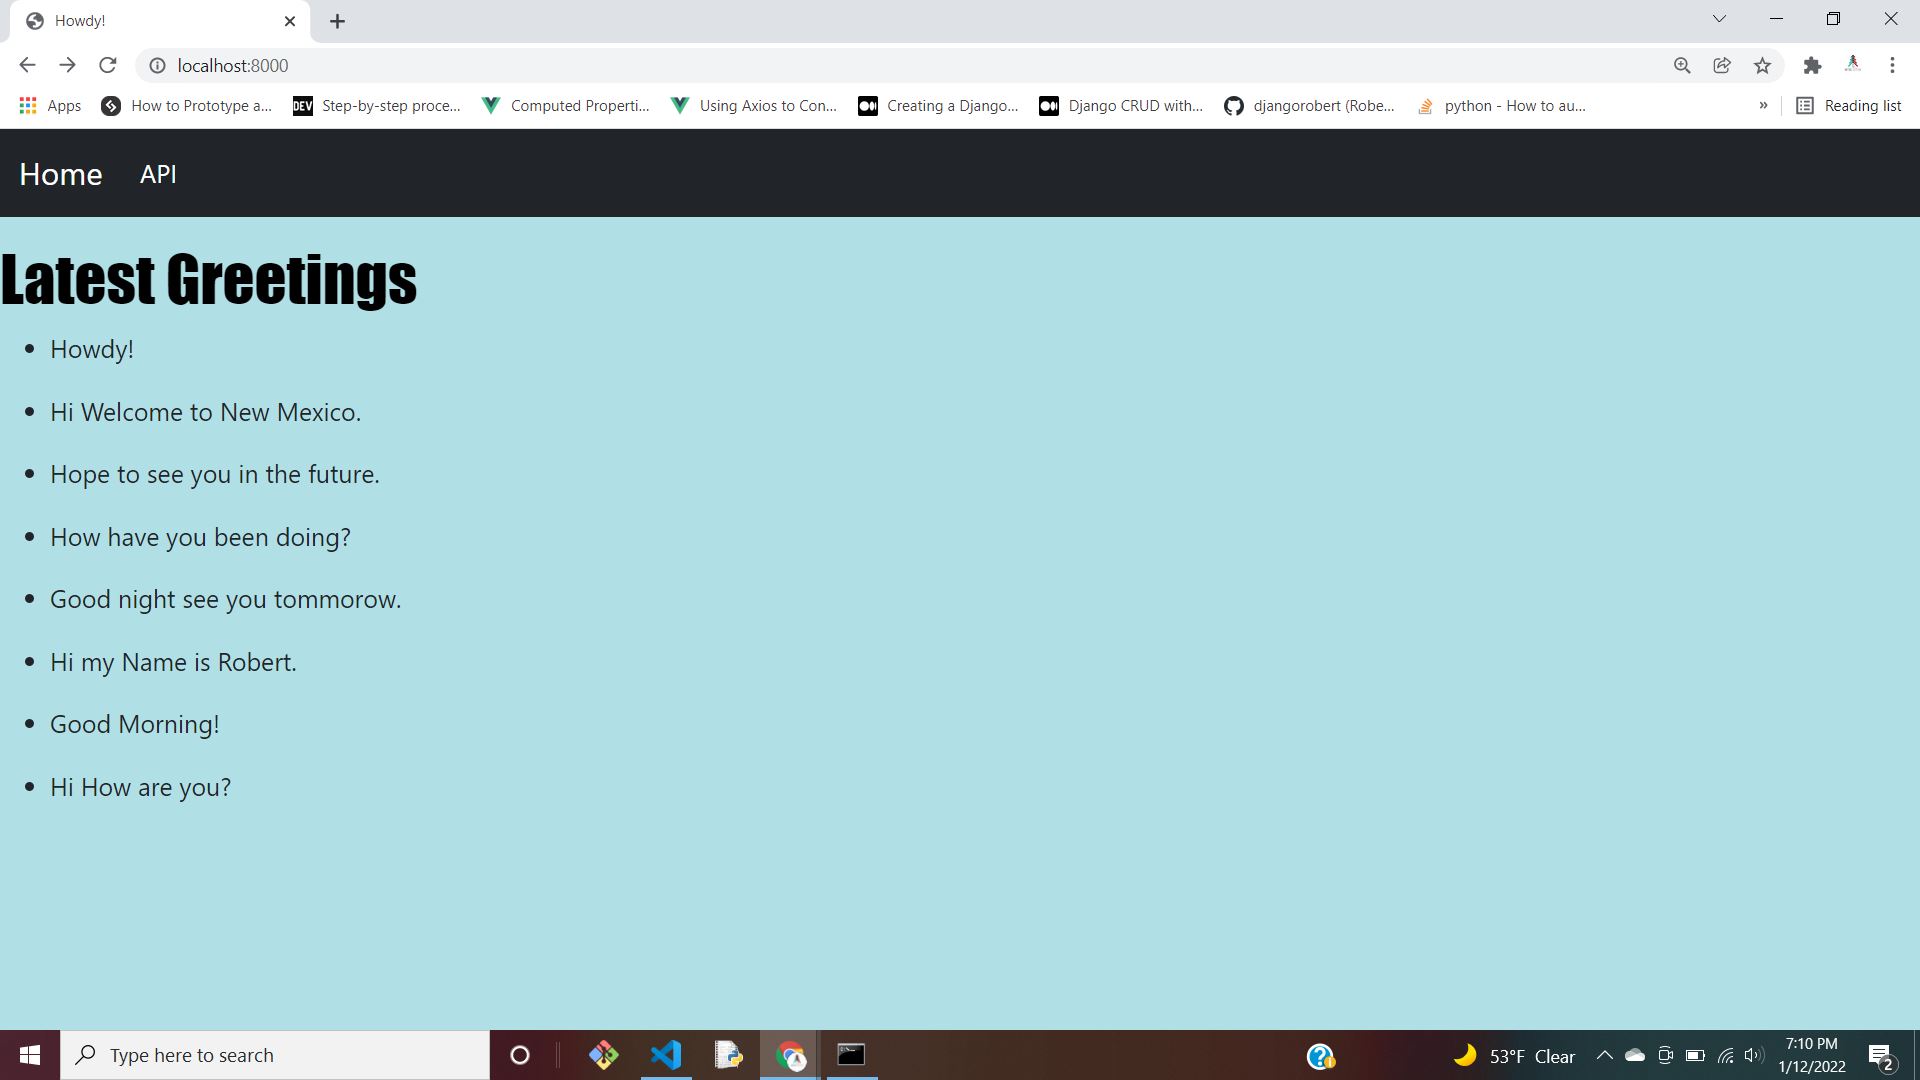 Howdy!
localhost:8000
Apps How to Prototype a... DEV Step-by-step proce... Computed Properti... Using Axios to Con... Creating a Django... Django CRUD with... djangorobert (Robe... python - How to au... » Reading list
Home API
Latest Greetings
• Howdy!
• Hi Welcome to New Mexico.
• Hope to see you in the future.
• How have you been doing?
• Good night see you tommorow.
• Hi my Name is Robert.
• Good Morning!
• Hi How are you?
Type here to search
53°F Clear
7:10 PM
1/12/2022
2